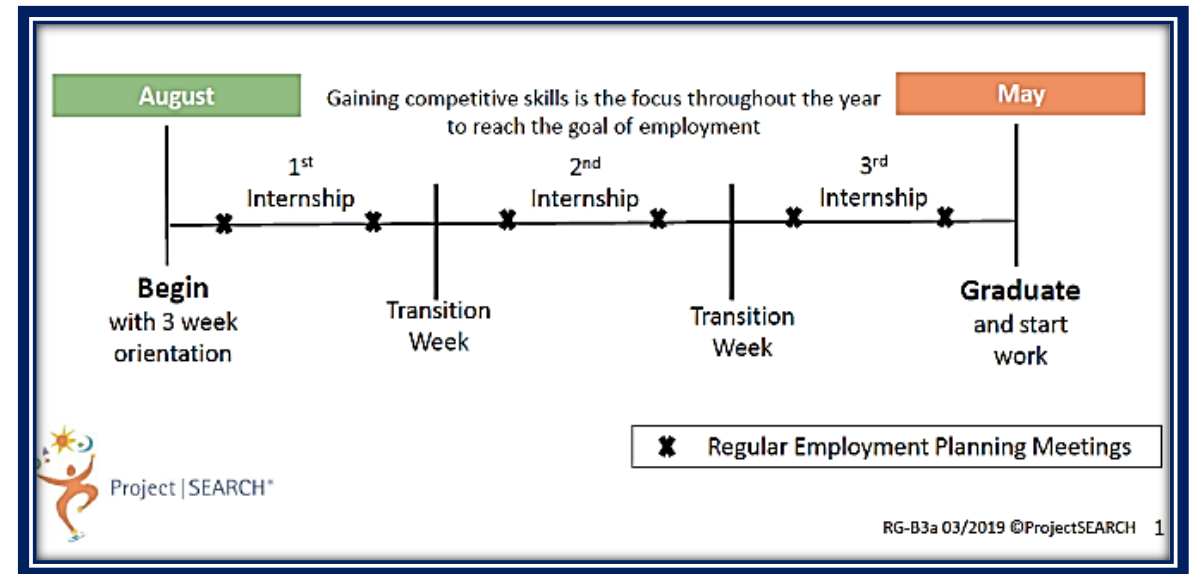 August
Gaining competitive skills is the focus throughout the year
to reach the goal of employment
May
1st
Internship
2nd
Internship
3rd
Internship
Begin
with 3 week
orientation
Transition
Week
Transition
Week
Graduate
and start
work
✖ Regular Employment Planning Meetings
Project | SEARCH®
RG-B3a 03/2019 ©ProjectSEARCH 1